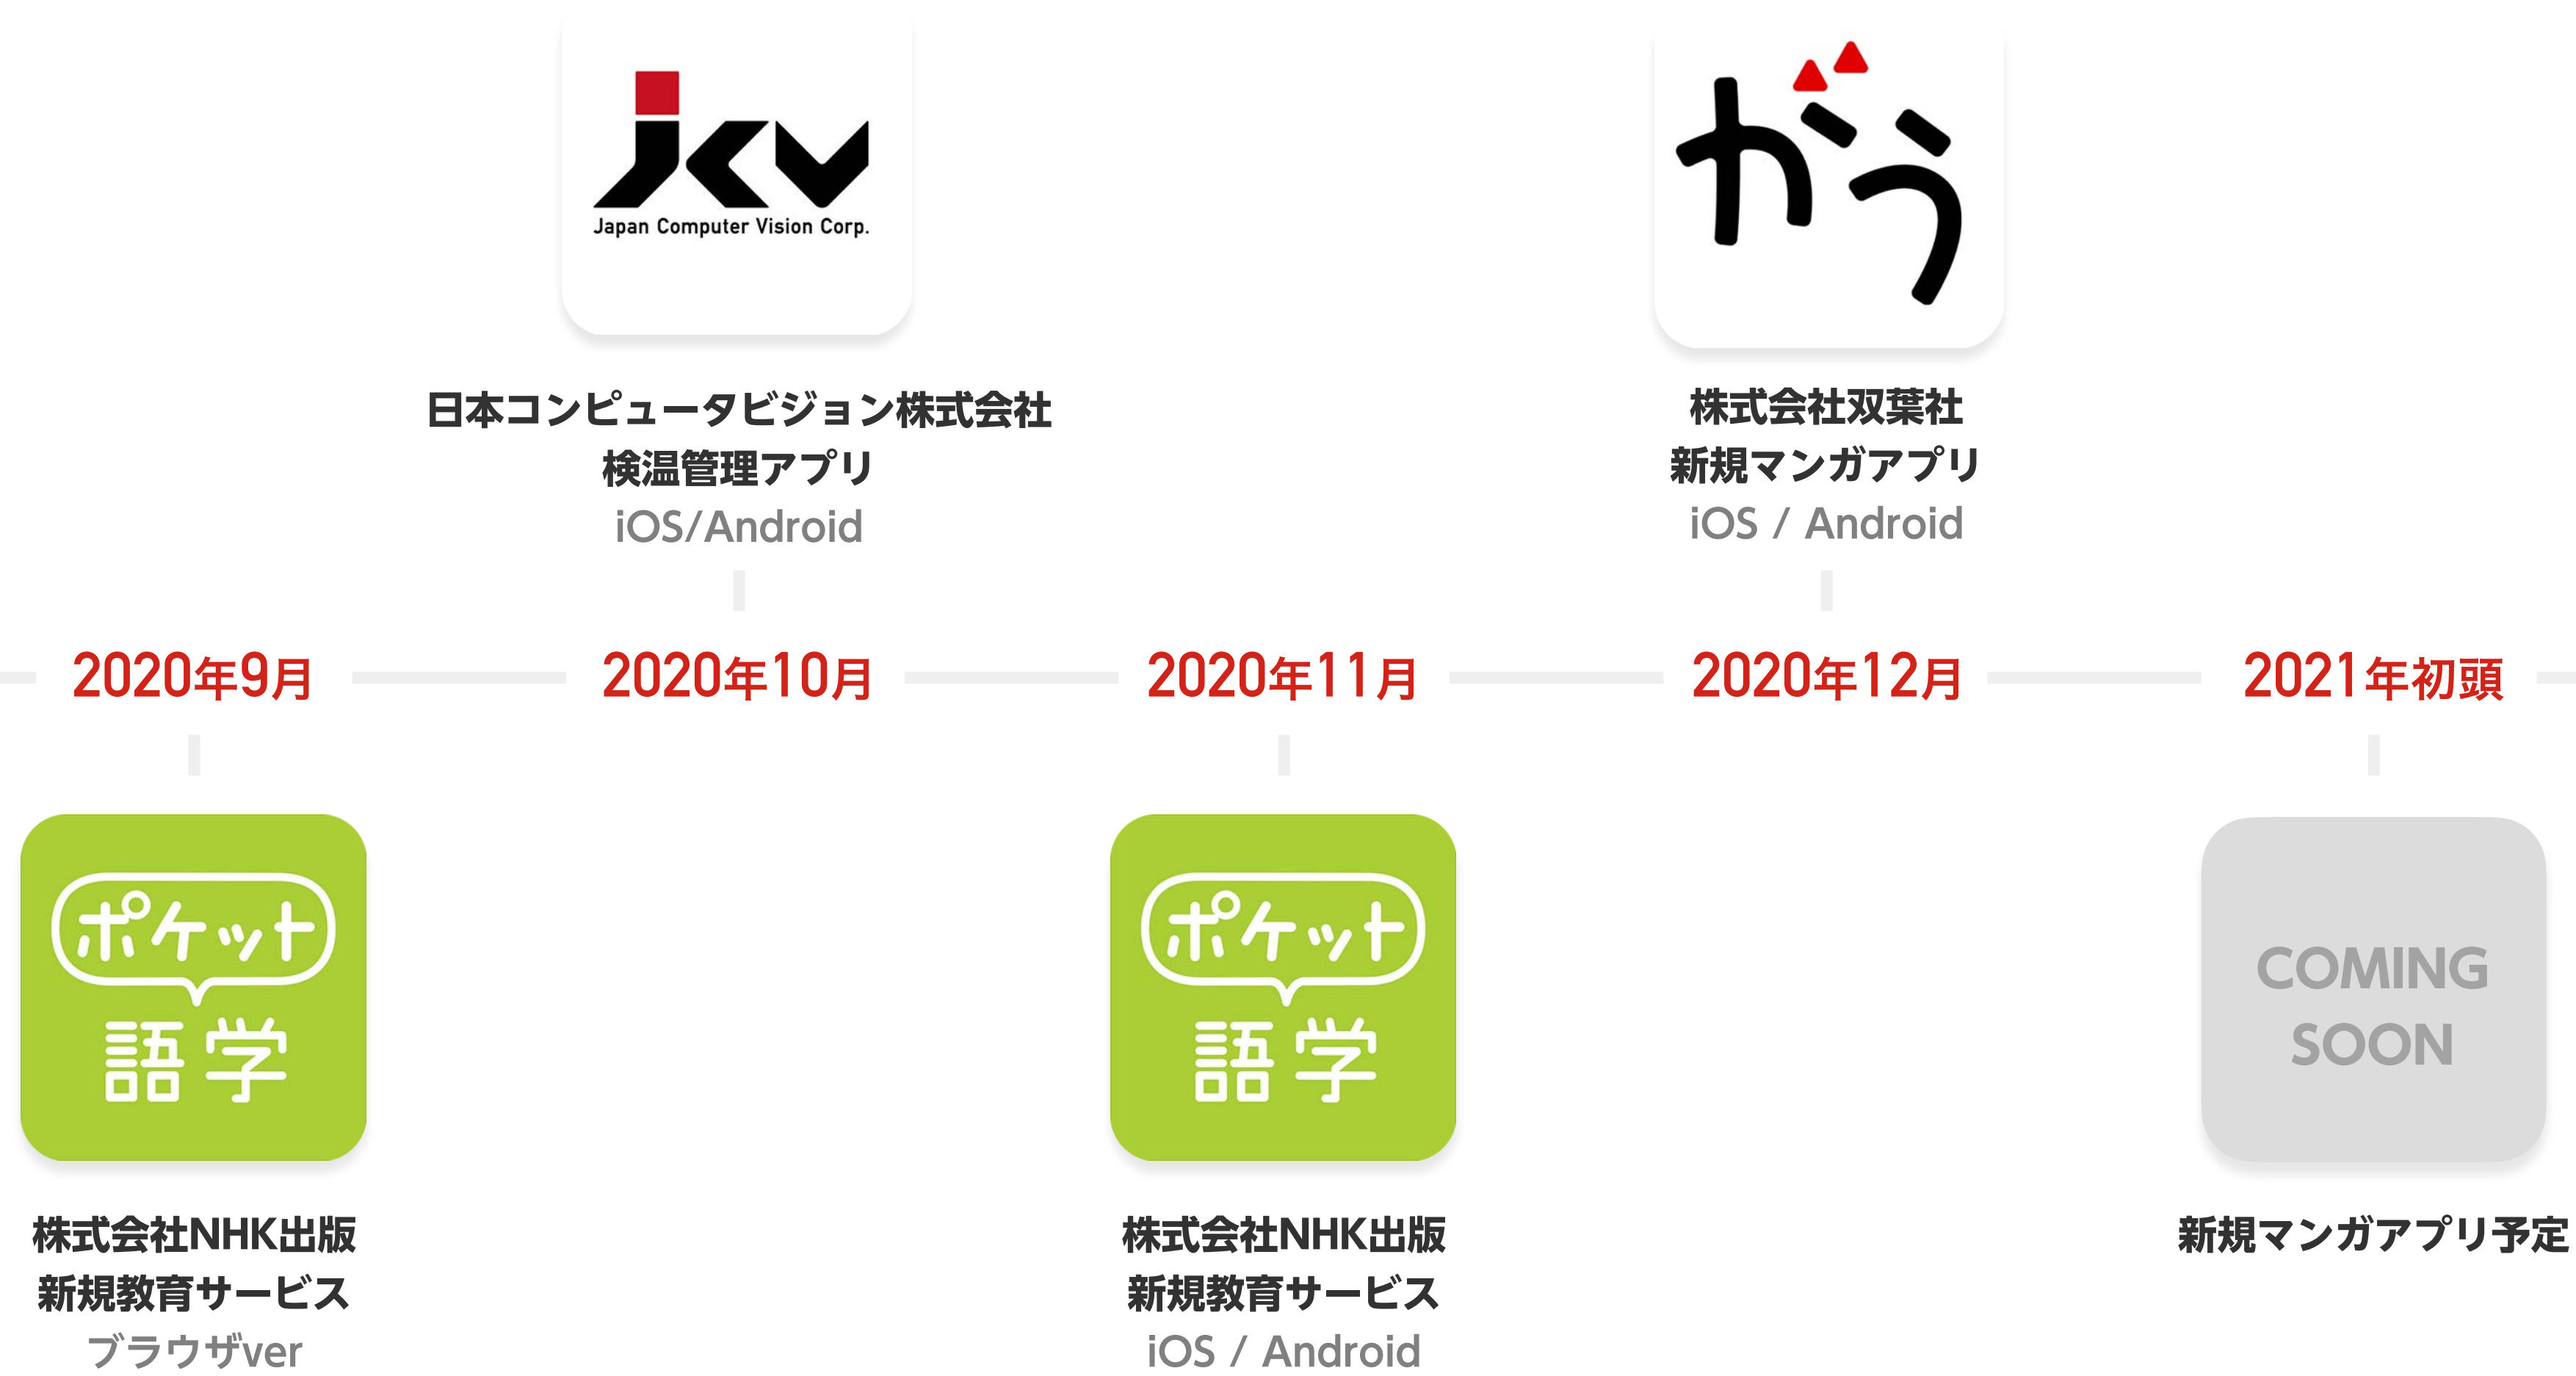 jcv
Japan Computer Vision Corp.
日本コンピュータビジョン株式会社
検温管理アプリ
iOS/Android
がう
株式会社双葉社
新規マンガアプリ
iOS / Android
2020年9月
2020年10月
2020年11月
2020年12月
2021年初頭
ポケット
語学
株式会社NHK出版
新規教育サービス
ブラウザver
ポケット
語学
株式会社NHK出版
新規教育サービス
iOS / Android
COMING
SOON
新規マンガアプリ予定